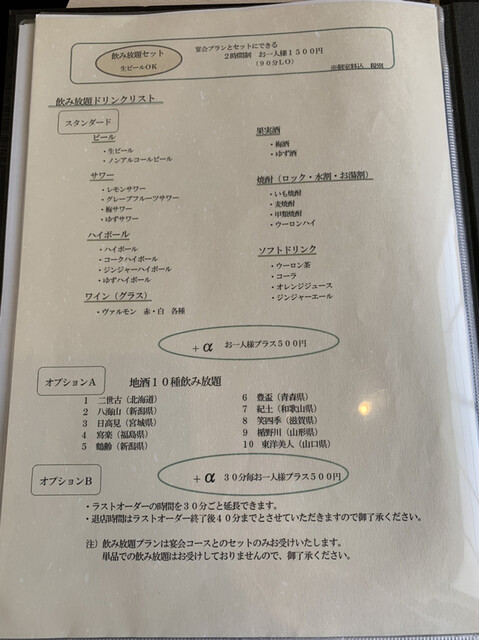 飲み放題セット
生ビールOK
宴会プランとセットにできる
２時間制　お一人様１５００円
（９０分LO）
※個室料込　税別
飲み放題ドリンクリスト
スタンダード
ビール
・生ビール
・ノンアルコールビール
サワー
・レモンサワー
・グレープフルーツサワー
・梅サワー
・ゆずサワー
ハイボール
・ハイボール
・コークハイボール
・ジンジャーハイボール
・ゆずハイボール
ワイン（グラス）
・ヴァルモン　赤・白　各種
果実酒
・梅酒
・ゆず酒
焼酎（ロック・水割・お湯割）
・いも焼酎
・麦焼酎
・甲類焼酎
・ウーロンハイ
ソフトドリンク
・ウーロン茶
・コーラ
・オレンジジュース
・ジンジャーエール
＋α　お一人様プラス５００円
オプションA　地酒１０種飲み放題
１　二世古（北海道）
２　八海山（新潟県）
３　日高見（宮城県）
４　寫楽（福島県）
５　鶴齢（新潟県）
６　豊盃（青森県）
７　紀土（和歌山県）
８　笑四季（滋賀県）
９　楯野川（山形県）
１０　東洋美人（山口県）
オプションB　＋α　３０分毎お一人様プラス５００円
・ラストオーダーの時間を３０分ごと延長できます。
・退店時間はラストオーダー終了後４０分までとさせていただきますので御了承ください。
注）飲み放題プランは宴会コースとのセットのみお受けいたします。
単品での飲み放題はお受けしておりませんので、御了承ください。